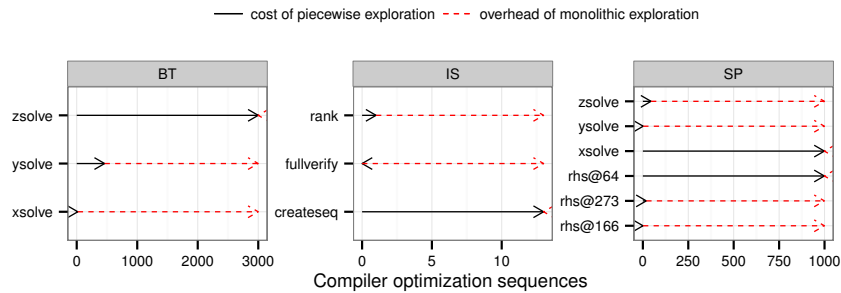 cost of piecewise exploration overhead of monolithic exploration
BT
IS
SP
zsolve
ysolve
xsolve
0 1000 2000 3000
rank
fullverify
createseq
0 5 10
zsolve
ysolve
xsolve
rhs@64
rhs@273
rhs@166
0 250 500 750 1000
Compiler optimization sequences